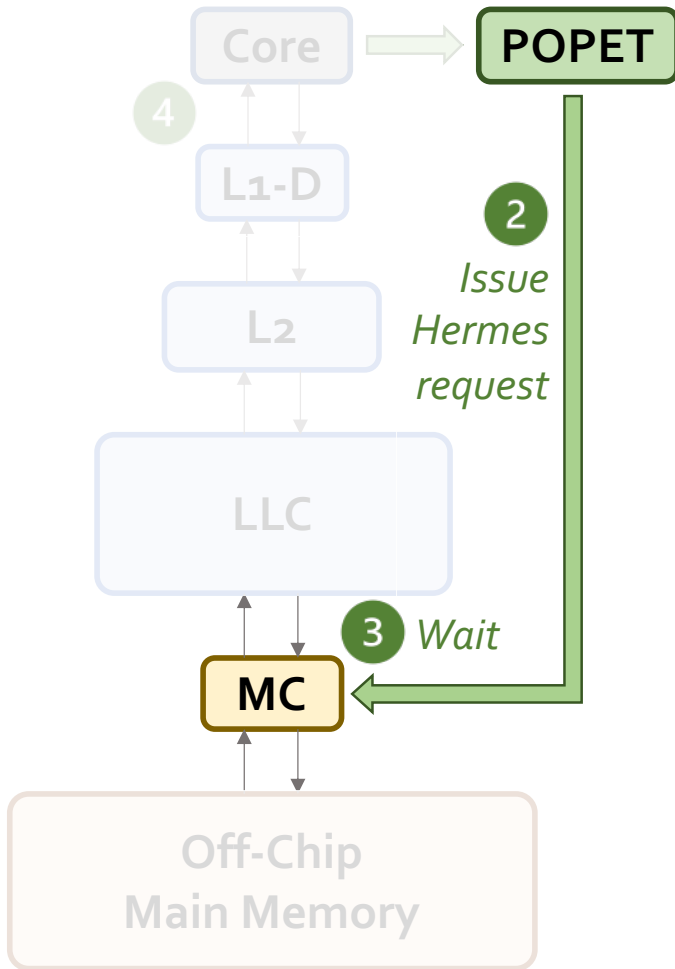 Core
POPET
4
L1-D
2
Issue
Hermes
request
L2
LLC
3
Wait
MC
Off-Chip
Main Memory